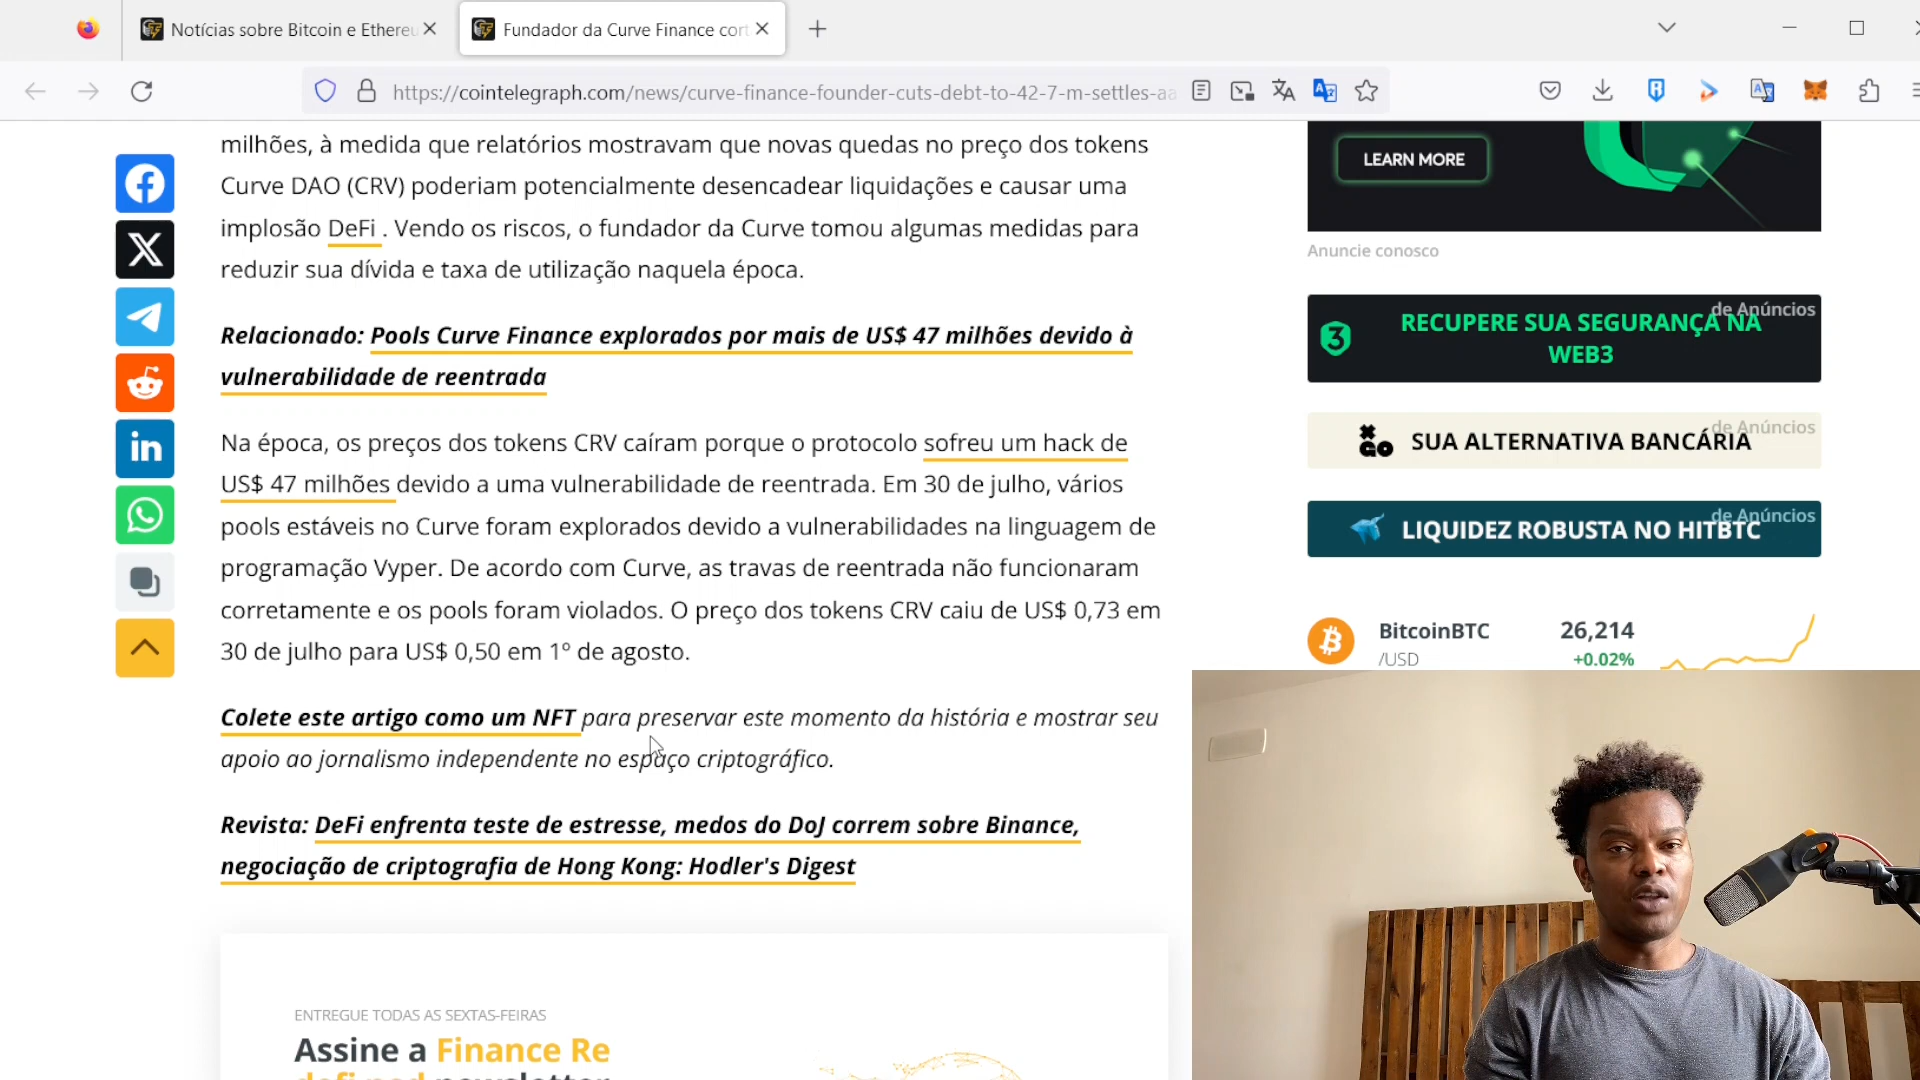 Notícias sobre Bitcoin e Ethereu
Fundador da Curve Finance cort
https://cointelegraph.com/news/curve-finance-founder-cuts-debt-to-42-7-m-settles-aa
milhões, à medida que relatórios mostravam que novas quedas no preço dos tokens
Curve DAO (CRV) poderiam potencialmente desencadear liquidações e causar uma
implosão DeFi . Vendo os riscos, o fundador da Curve tomou algumas medidas para
reduzir sua dívida e taxa de utilização naquela época.
Relacionado: Pools Curve Finance explorados por mais de US$ 47 milhões devido à
vulnerabilidade de reentrada
Na época, os preços dos tokens CRV caíram porque o protocolo sofreu um hack de
US$ 47 milhões devido a uma vulnerabilidade de reentrada. Em 30 de julho, vários
pools estáveis no Curve foram explorados devido a vulnerabilidades na linguagem de
programação Vyper. De acordo com Curve, as travas de reentrada não funcionaram
corretamente e os pools foram violados. O preço dos tokens CRV caiu de US$ 0,73 em
30 de julho para US$ 0,50 em 1º de agosto.
Colete este artigo como um NFT para preservar este momento da história e mostrar seu
apoio ao jornalismo independente no espaço criptográfico.
Revista: DeFi enfrenta teste de estresse, medos do DoJ correm sobre Binance,
negociação de criptografia de Hong Kong: Hodler's Digest
ENTREGUE TODAS AS SEXTAS-FEIRAS
Assine a Finance Re
defined newsletter
LEARN MORE
Anuncie conosco
de Anúncios
RECUPERE SUA SEGURANÇA NA
WEB3
de Anúncios
SUA ALTERNATIVA BANCÁRIA
de Anúncios
LIQUIDEZ ROBUSTA NO HITBTC
BitcoinBTC 26,214
/USD +0.02%